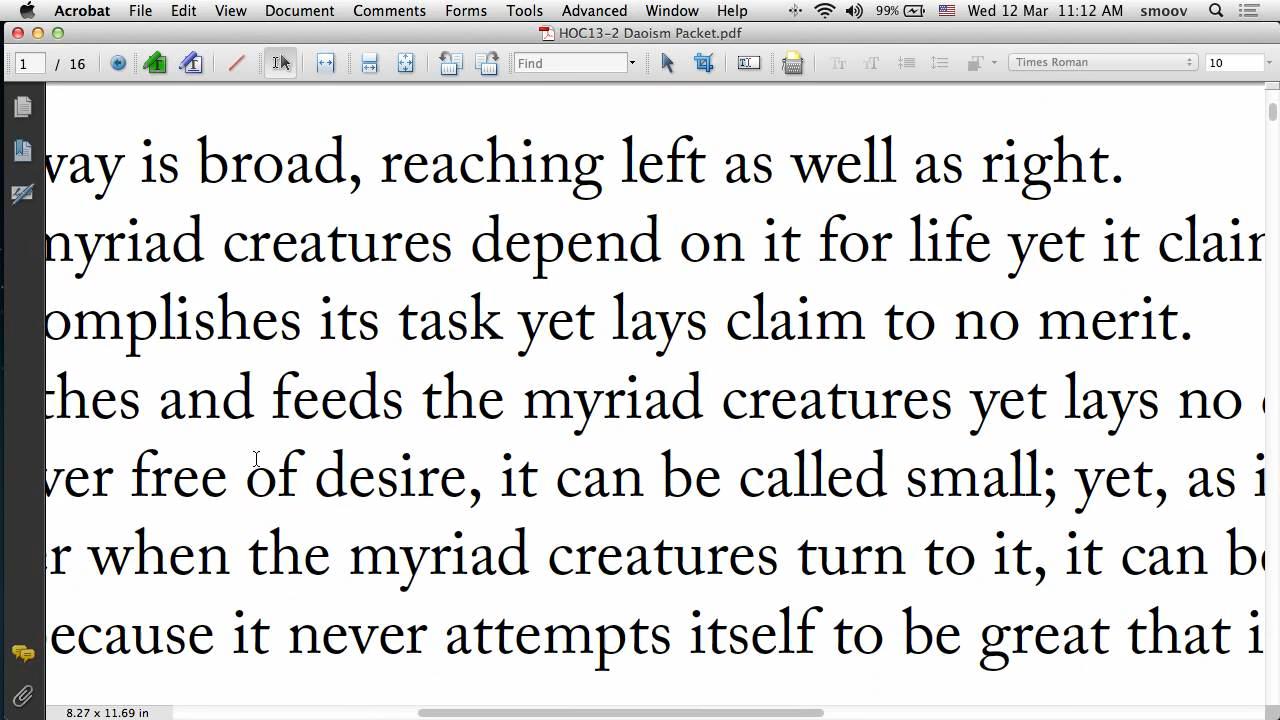 Acrobat File Edit View Document Comments Forms Tools Advanced Window Help 99% Wed 12 Mar 11:12 AM smoov
HOC13-2 Daoism Packet.pdf
1 / 16 Find Times Roman 10
way is broad, reaching left as well as right.
myriad creatures depend on it for life yet it
omplishes its task yet lays claim to no merit.
thes and feeds the myriad creatures yet lays no
ver free of desire, it can be called small; yet, as
er when the myriad creatures turn to it, it can
ecause it never attempts itself to be great that
8.27 x 11.69 in